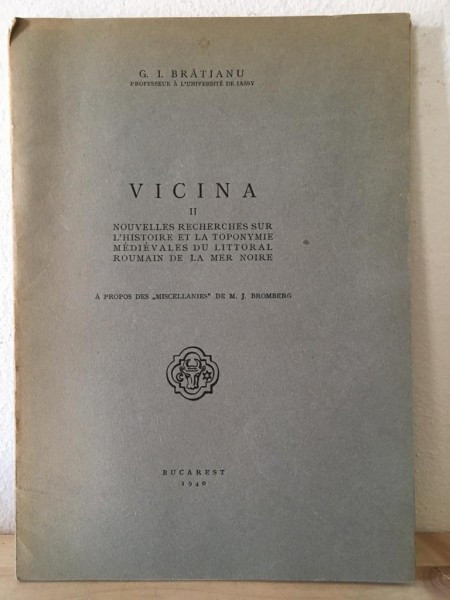 G. I. BRĂTIANU
PROFESSEUR À L'UNIVERSITÉ DE IASSY
VICINA
II
NOUVELLES RECHERCHES SUR
L'HISTOIRE ET LA TOPONYMIE
MÉDIÉVALES DU LITTORAL
ROUMAIN DE LA MER NOIRE
À PROPOS DES „MISCELLANIES" DE M. J. BROMBERG
BUCAREST
1940